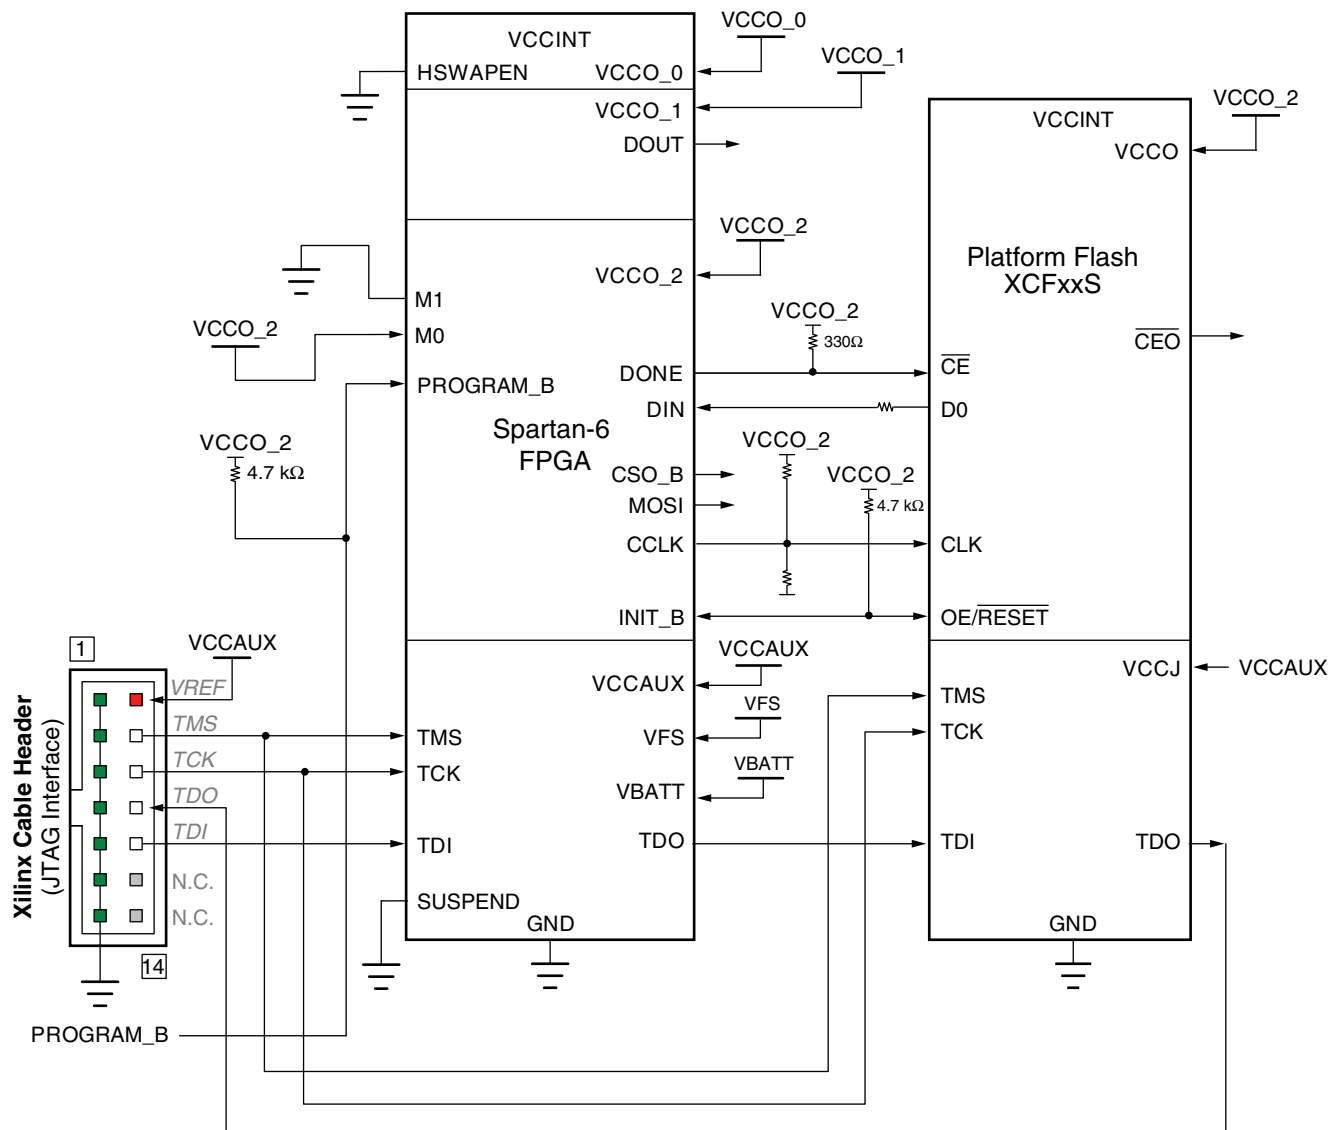 VCCO_0
VCCINT
HSWAPEN
VCCO_0
VCCO_1
VCCO_1
DOUT
VCCO_2
VCCINT
VCCO
VCCO_2
VCCO_2
Platform Flash
XCFxxS
M1
VCCO_2
M0
VCCO_2
330Ω
CEO
DONE
CE
PROGRAM_B
DIN
D0
Spartan-6
FPGA
VCCO_2
4.7 kΩ
VCCO_2
VCCO_2
4.7 kΩ
CSO_B
MOSI
CCLK
CLK
INIT_B
OE/RESET
1
VCCAUX
VCCAUX
VCCAUX
VCCJ
VCCAUX
VREF
TMS
TCK
TDO
TDI
N.C.
N.C.
Xilinx Cable Header
(JTAG Interface)
14
TMS
TCK
TDI
SUSPEND
VFS
VFS
VBATT
VBATT
TDO
GND
TMS
TCK
TDI
TDO
GND
PROGRAM_B